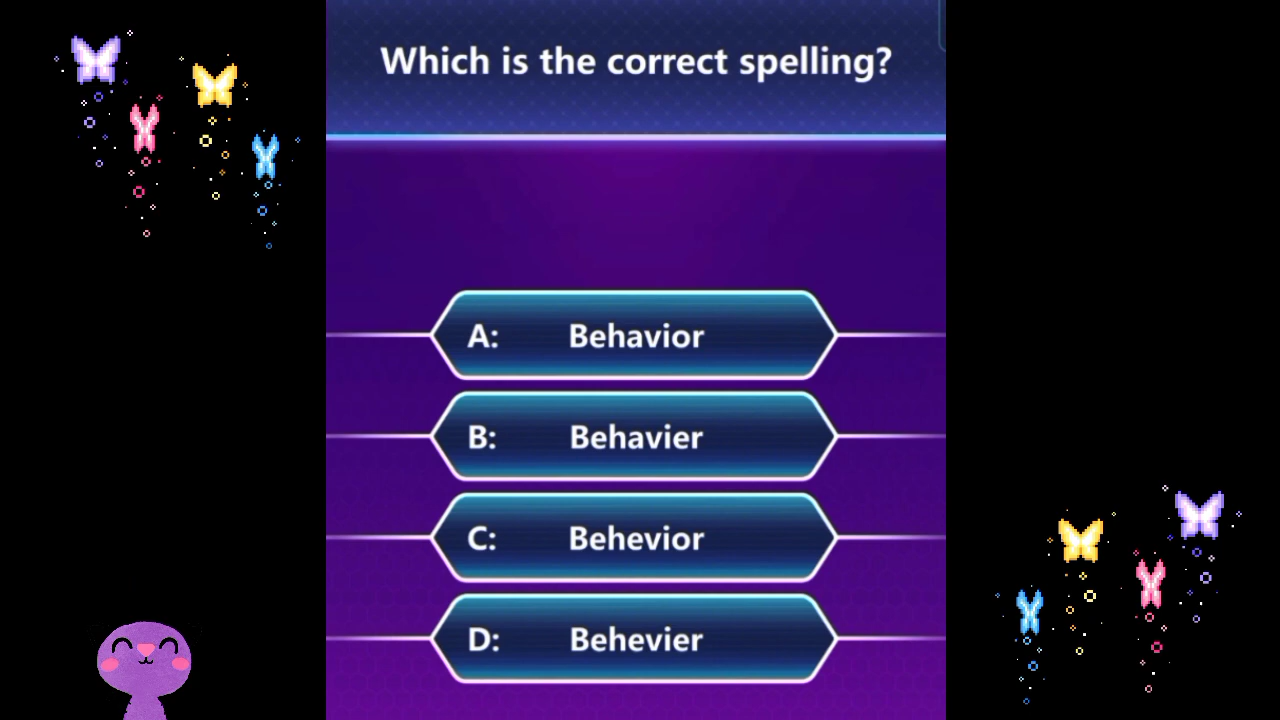 Which is the correct spelling?
A: Behavior
B: Behavier
C: Behevior
D: Behevier